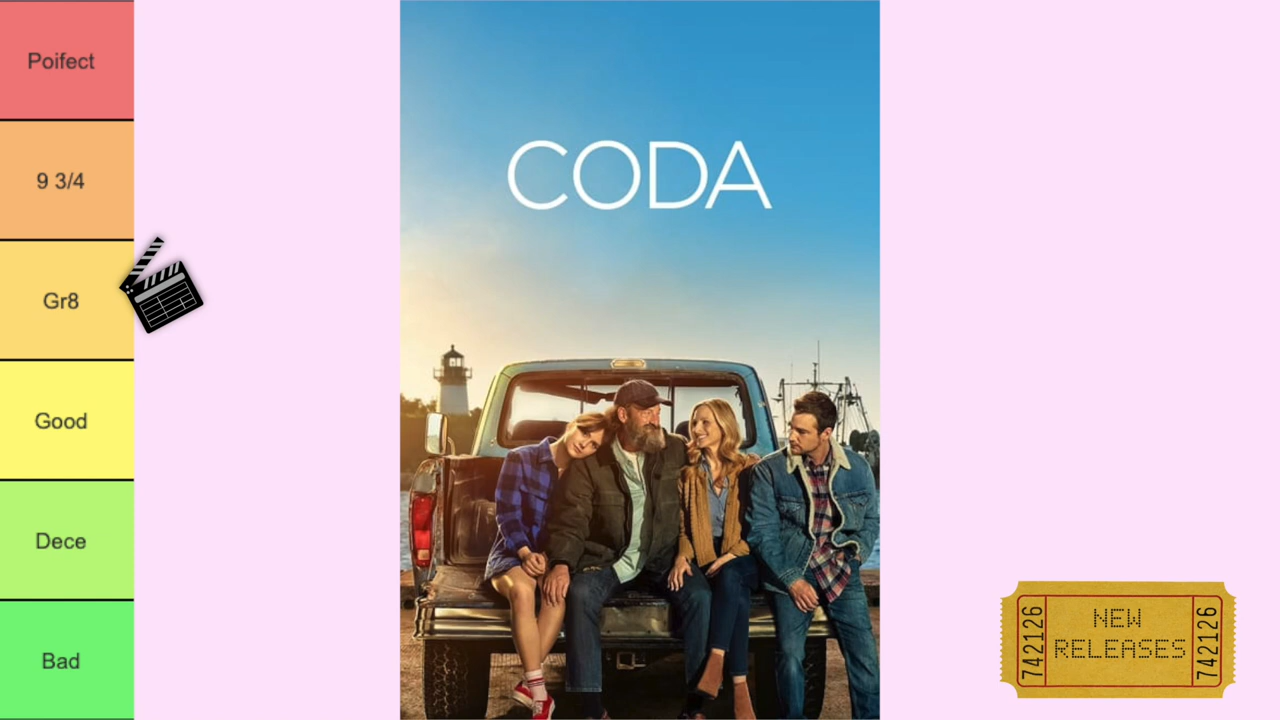 Poifect
9 3/4
Gr8
Good
Dece
Bad
CODA
742126
NEW
RELEASES
742126